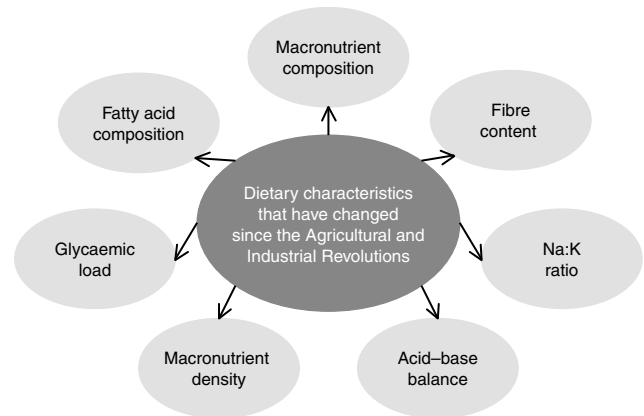 Macronutrient
composition
Fatty acid
composition
Fibre
content
Dietary characteristics
that have changed
since the Agricultural and
Industrial Revolutions
Glycaemic
load
Na:K
ratio
Macronutrient
density
Acid–base
balance